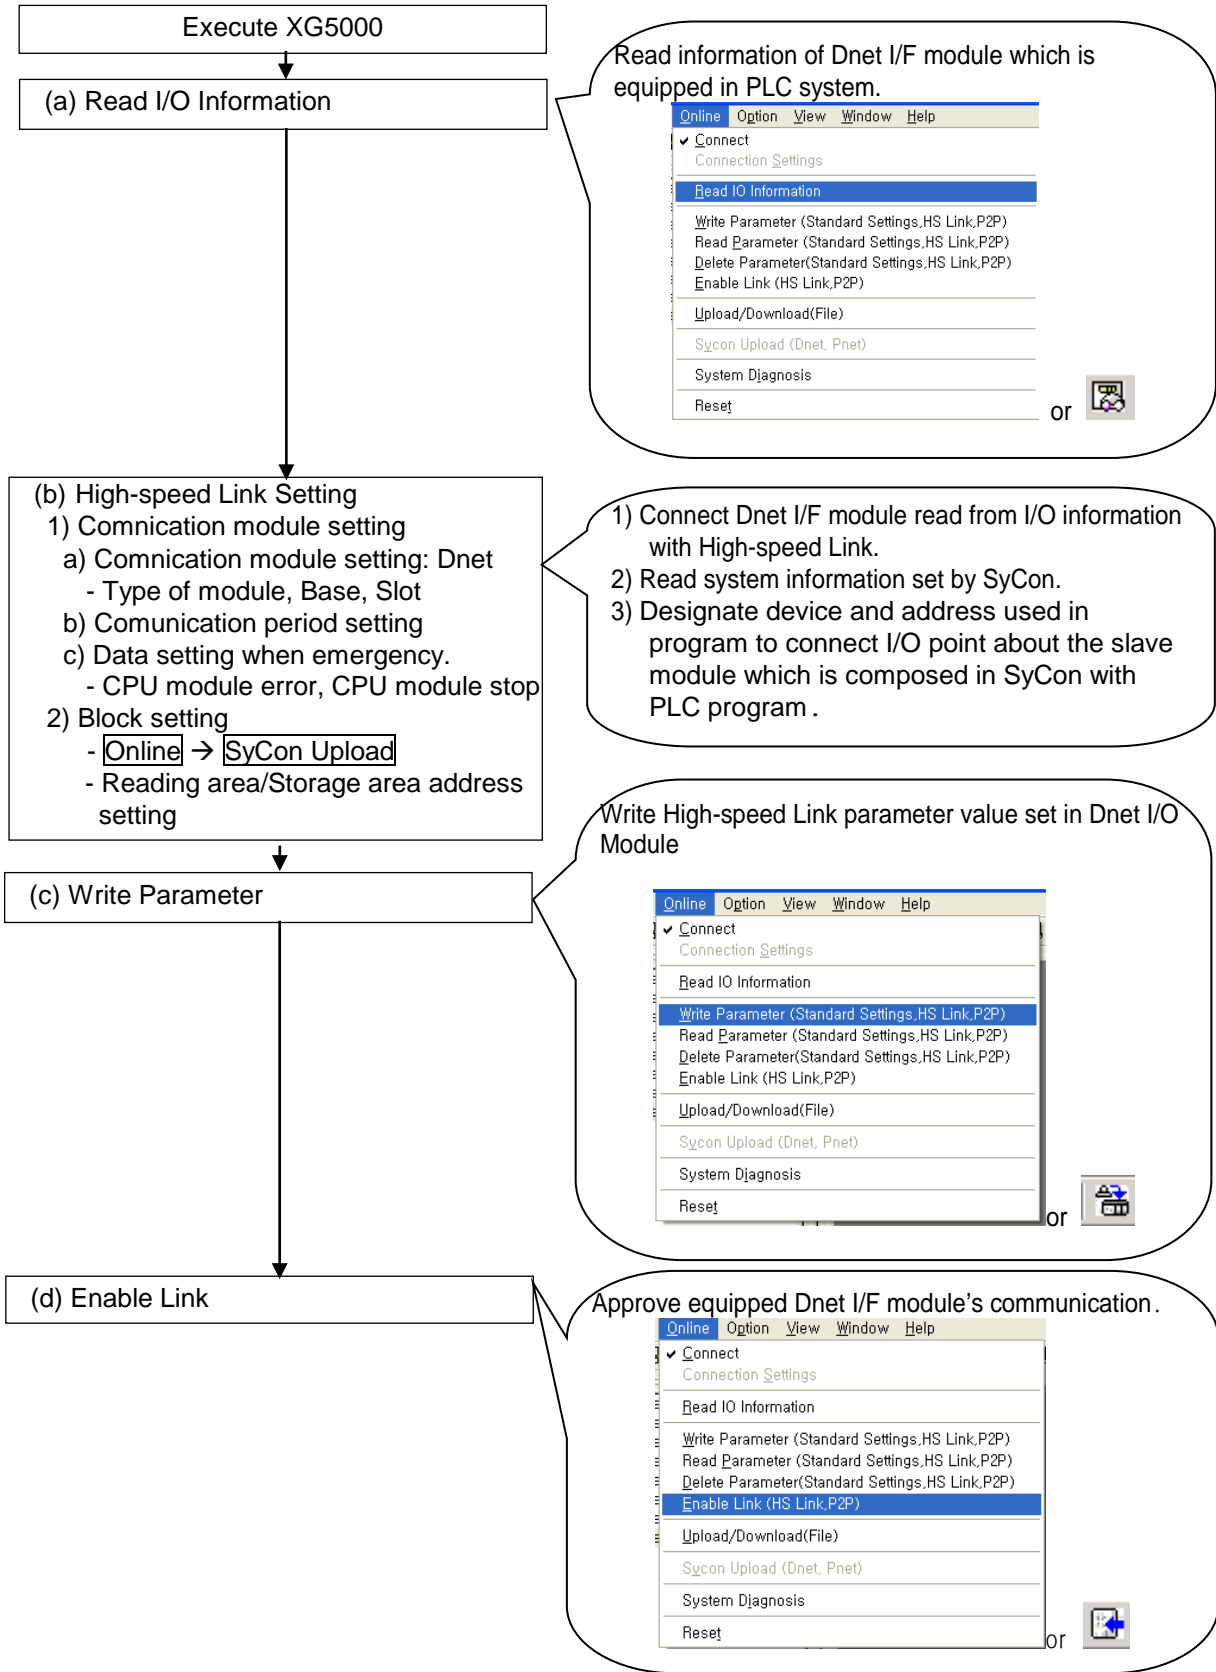 Execute XG5000
(a) Read I/O Information
Read information of Dnet I/F module which is
equipped in PLC system.
Online Option View Window Help
Connect
Connection Settings
Read IO Information
Write Parameter (Standard Settings,HS Link,P2P)
Read Parameter (Standard Settings,HS Link,P2P)
Delete Parameter(Standard Settings,HS Link,P2P)
Enable Link (HS Link,P2P)
Upload/Download(File)
Sycon Upload (Dnet, Pnet)
System Diagnosis
Reset
or
(b) High-speed Link Setting
1) Comnication module setting
a) Comnication module setting: Dnet
- Type of module, Base, Slot
b) Comunication period setting
c) Data setting when emergency.
- CPU module error, CPU module stop
2) Block setting
- Online → SyCon Upload
- Reading area/Storage area address
setting
1) Connect Dnet I/F module read from I/O information
with High-speed Link.
2) Read system information set by SyCon.
3) Designate device and address used in
program to connect I/O point about the slave
module which is composed in SyCon with
PLC program.
(c) Write Parameter
Write High-speed Link parameter value set in Dnet I/O
Module
Online Option View Window Help
Connect
Connection Settings
Read IO Information
Write Parameter (Standard Settings,HS Link,P2P)
Read Parameter (Standard Settings,HS Link,P2P)
Delete Parameter(Standard Settings,HS Link,P2P)
Enable Link (HS Link,P2P)
Upload/Download(File)
Sycon Upload (Dnet, Pnet)
System Diagnosis
Reset
or
(d) Enable Link
Approve equipped Dnet I/F module’s communication.
Online Option View Window Help
Connect
Connection Settings
Read IO Information
Write Parameter (Standard Settings,HS Link,P2P)
Read Parameter (Standard Settings,HS Link,P2P)
Delete Parameter(Standard Settings,HS Link,P2P)
Enable Link (HS Link,P2P)
Upload/Download(File)
Sycon Upload (Dnet, Pnet)
System Diagnosis
Reset
or